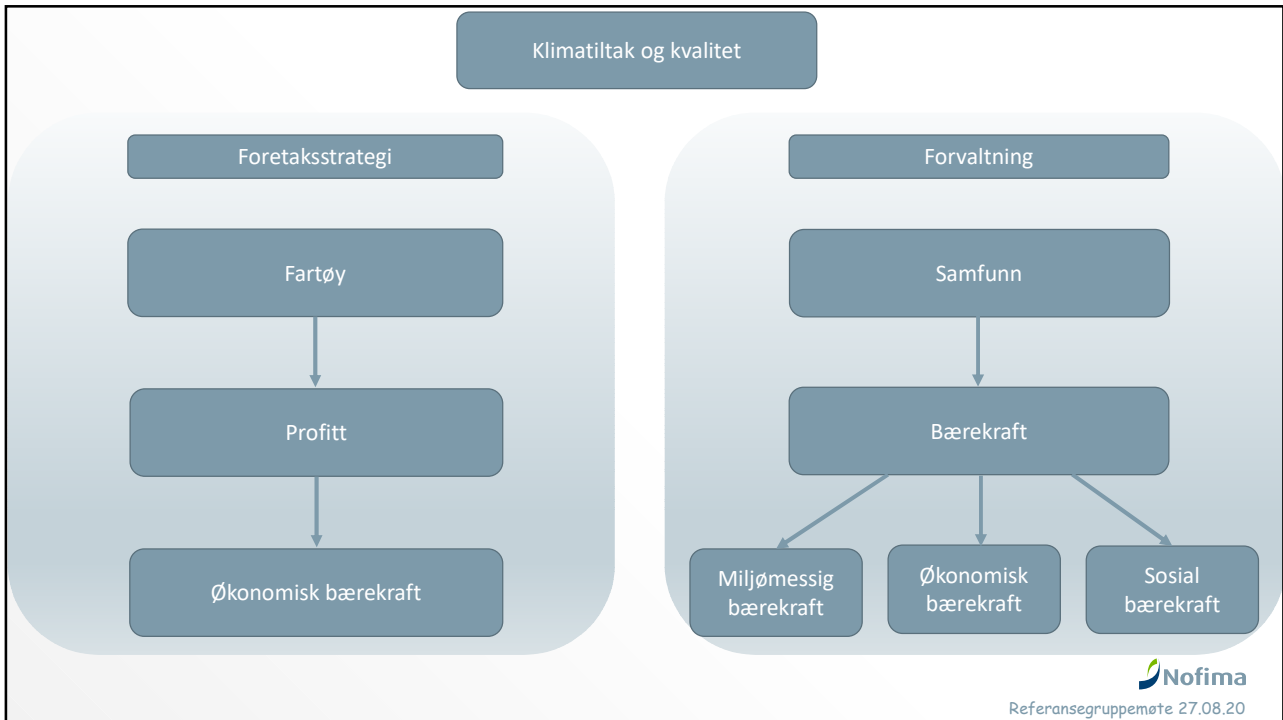 Klimatiltak og kvalitet
Foretaksstrategi
Fartøy
Profitt
Økonomisk bærekraft
Forvaltning
Samfunn
Bærekraft
Miljømessig
bærekraft
Økonomisk
bærekraft
Sosial
bærekraft
Nofima
Referansegruppemøte 27.08.20